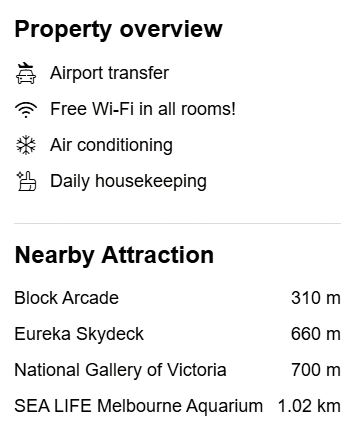 Property overview
Airport transfer
Free Wi-Fi in all rooms!
Air conditioning
Daily housekeeping
Nearby Attraction
Block Arcade 310 m
Eureka Skydeck 660 m
National Gallery of Victoria 700 m
SEA LIFE Melbourne Aquarium 1.02 km